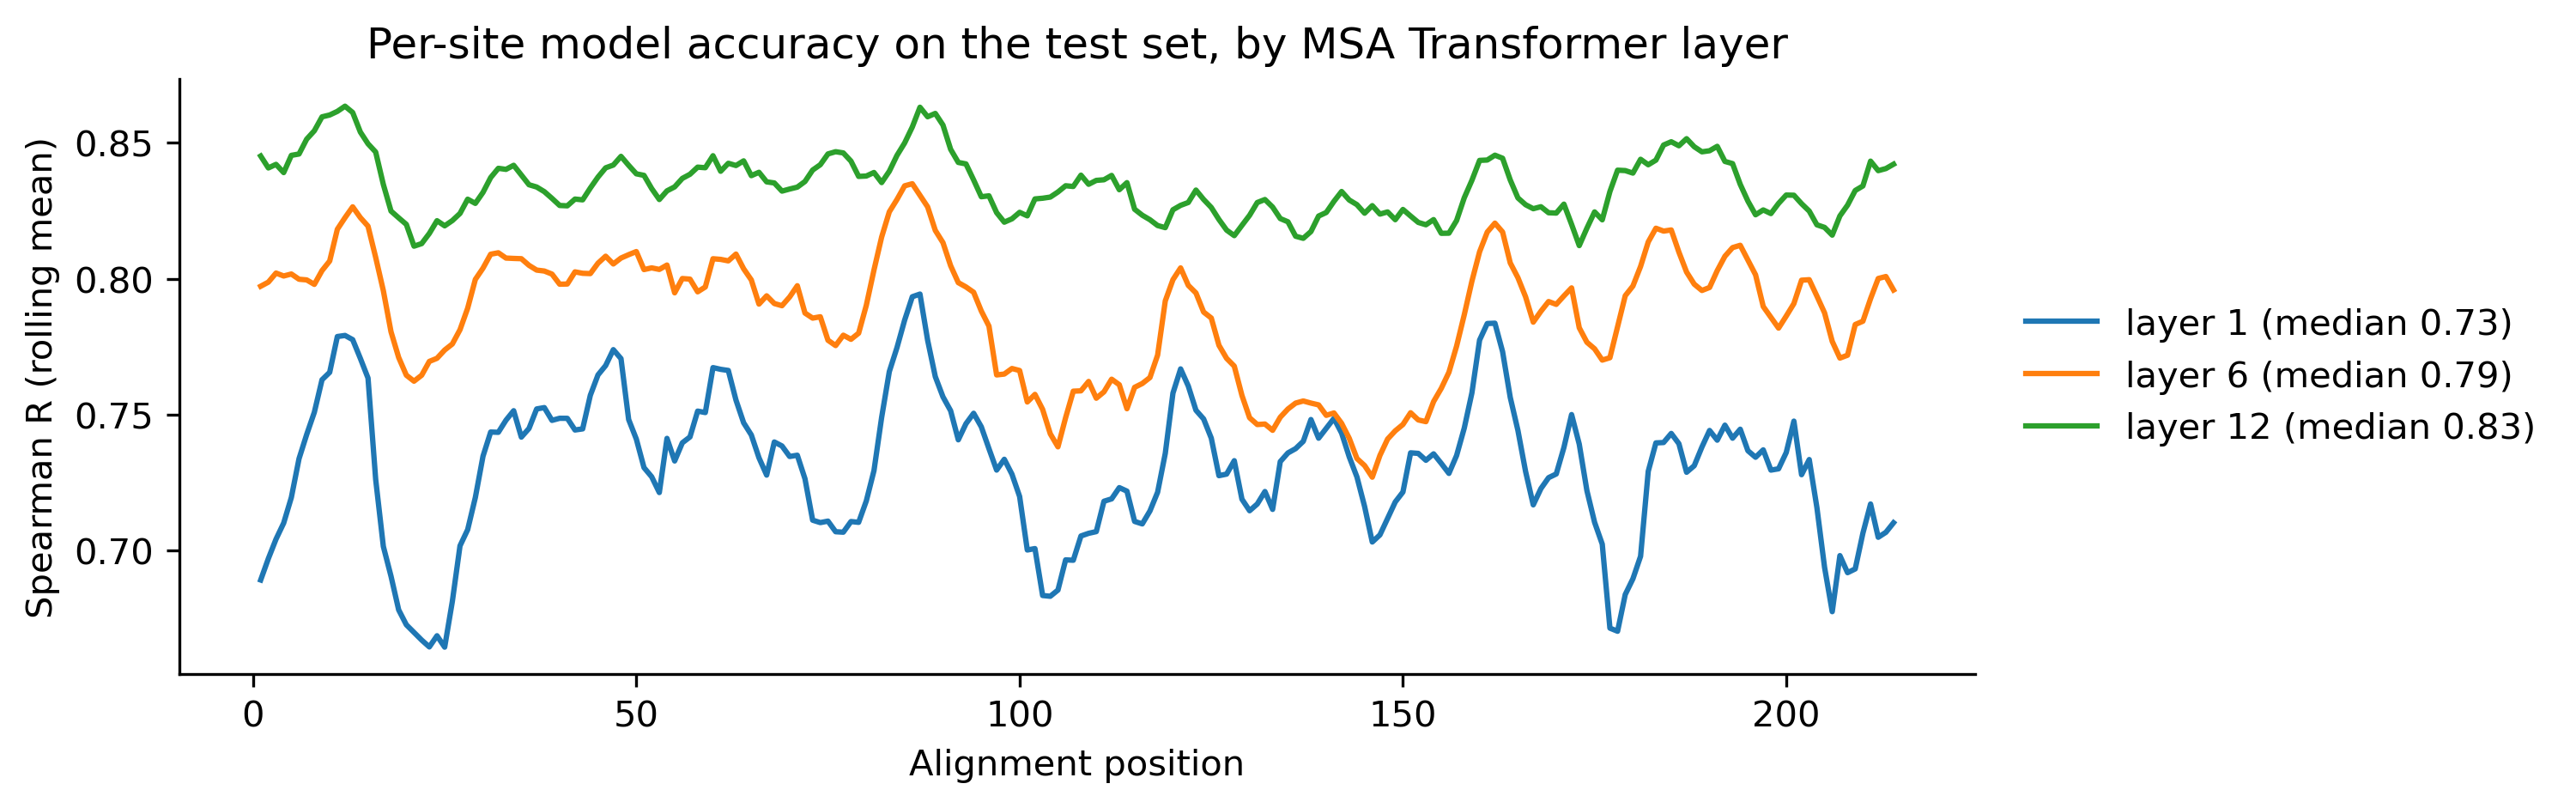 Per-site model accuracy on the test set, by MSA Transformer layer
Spearman R (rolling mean)
0.85
0.80
0.75
0.70
0 50 100 150 200
Alignment position
layer 1 (median 0.73)
layer 6 (median 0.79)
layer 12 (median 0.83)